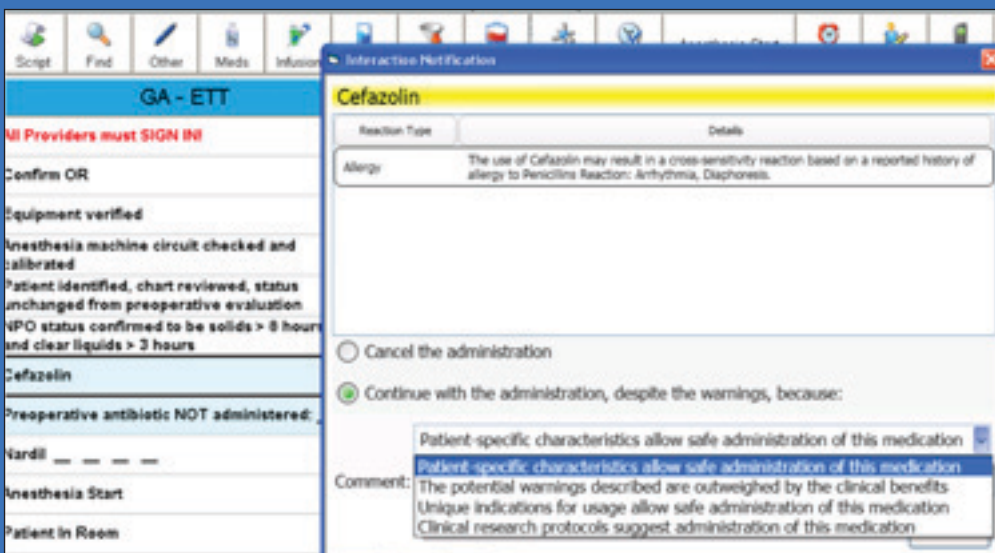 Script Find Other Meds Infusion
Interaction Notification
GA - ETT
All Providers must SIGN IN!
Confirm OR
Equipment verified
Anesthesia machine circuit checked and
calibrated
Patient identified, chart reviewed, status
unchanged from preoperative evaluation
NPO status confirmed to be solids > 8 hours
and clear liquids > 3 hours
Cefazolin
Preoperative antibiotic NOT administered: _
Nardil _ _ _ _
Anesthesia Start
Patient In Room
Cefazolin
Reaction Type Details
Allergy
The use of Cefazolin may result in a cross-sensitivity reaction based on a reported history of
allergy to Penicillins Reaction: Arrhythmia, Diaphoresis.
Cancel the administration
Continue with the administration, despite the warnings, because:
Patient-specific characteristics allow safe administration of this medication
Comment:
Patient-specific characteristics allow safe administration of this medication
The potential warnings described are outweighed by the clinical benefits
Unique indications for usage allow safe administration of this medication
Clinical research protocols suggest administration of this medication